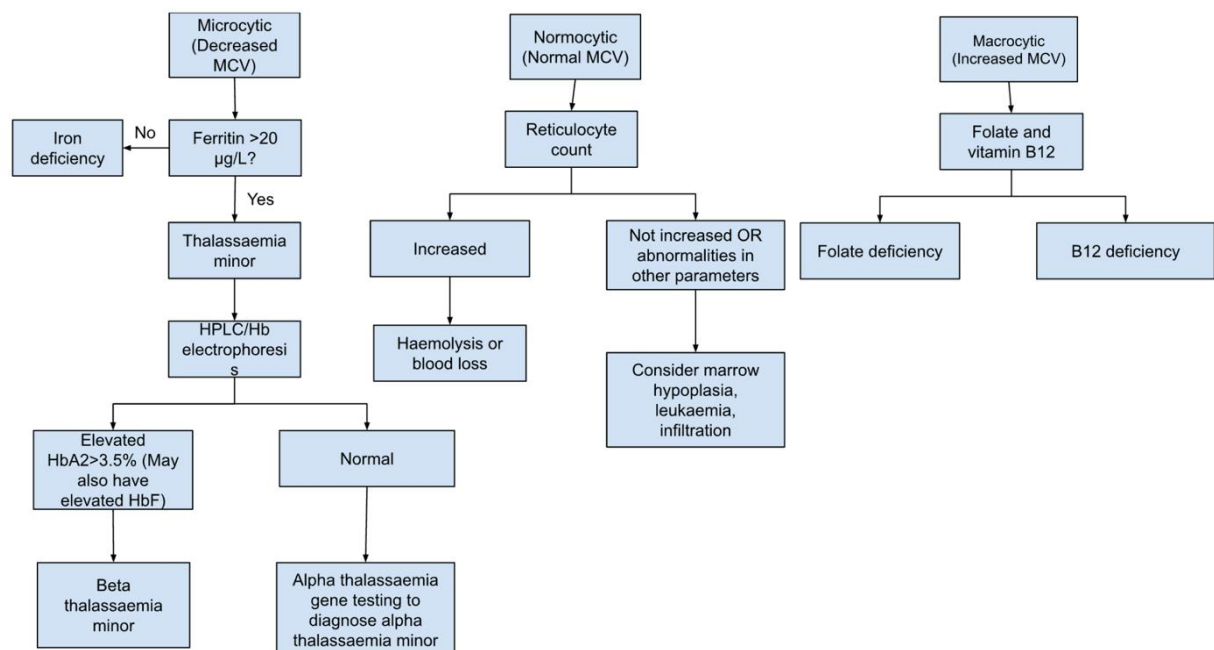 Microcytic
(Decreased
MCV)
Iron
deficiency
No
Ferritin >20
µg/L?
Yes
Thalassaemia
minor
HPLC/Hb
electrophoresi
s
Elevated
HbA2>3.5% (May
also have
elevated HbF)
Normal
Beta
thalassaemia
minor
Alpha thalassaemia
gene testing to
diagnose alpha
thalassaemia minor
Normocytic
(Normal MCV)
Reticulocyte
count
Increased
Not increased OR
abnormalities in
other parameters
Haemolysis or
blood loss
Consider marrow
hypoplasia,
leukaemia,
infiltration
Macrocytic
(Increased MCV)
Folate and
vitamin B12
Folate deficiency
B12 deficiency